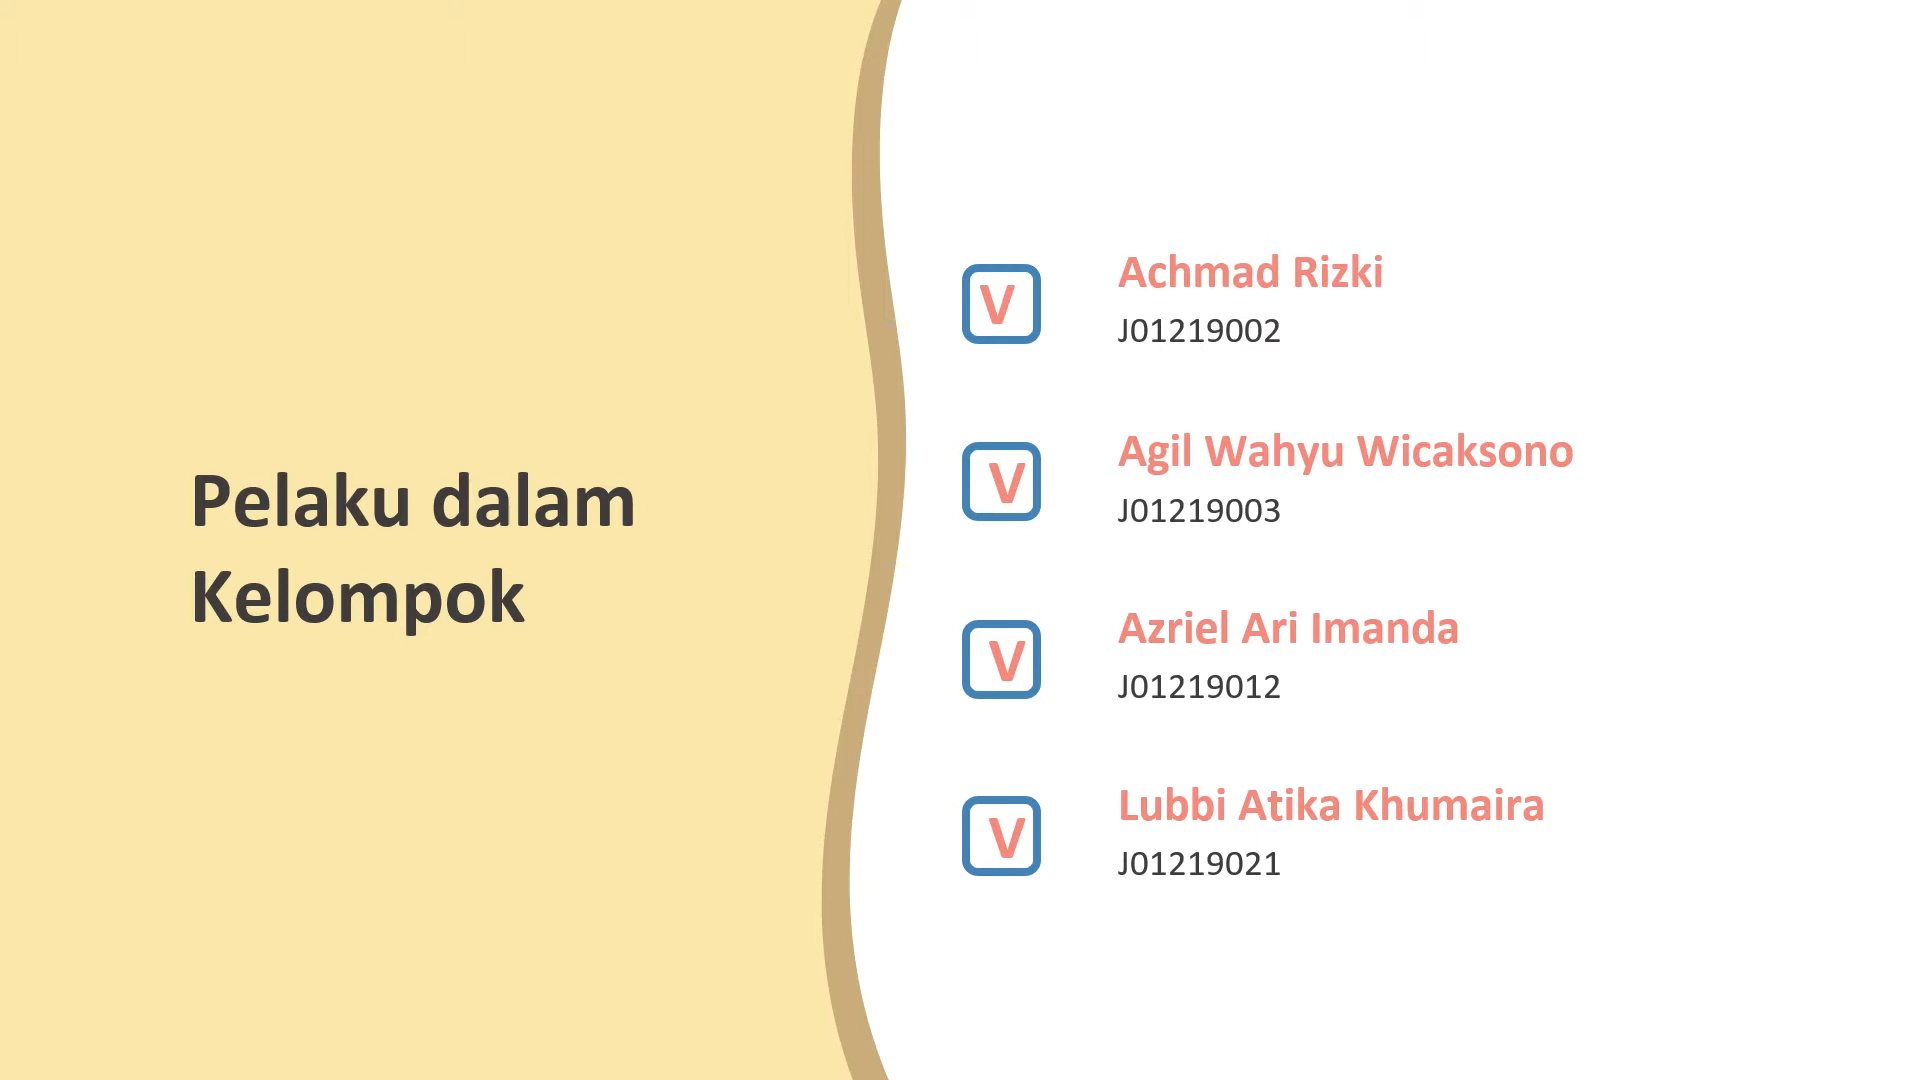 Pelaku dalam
Kelompok
V
Achmad Rizki
J01219002
V
Agil Wahyu Wicaksono
J01219003
V
Azriel Ari Imanda
J01219012
V
Lubbi Atika Khumaira
J01219021